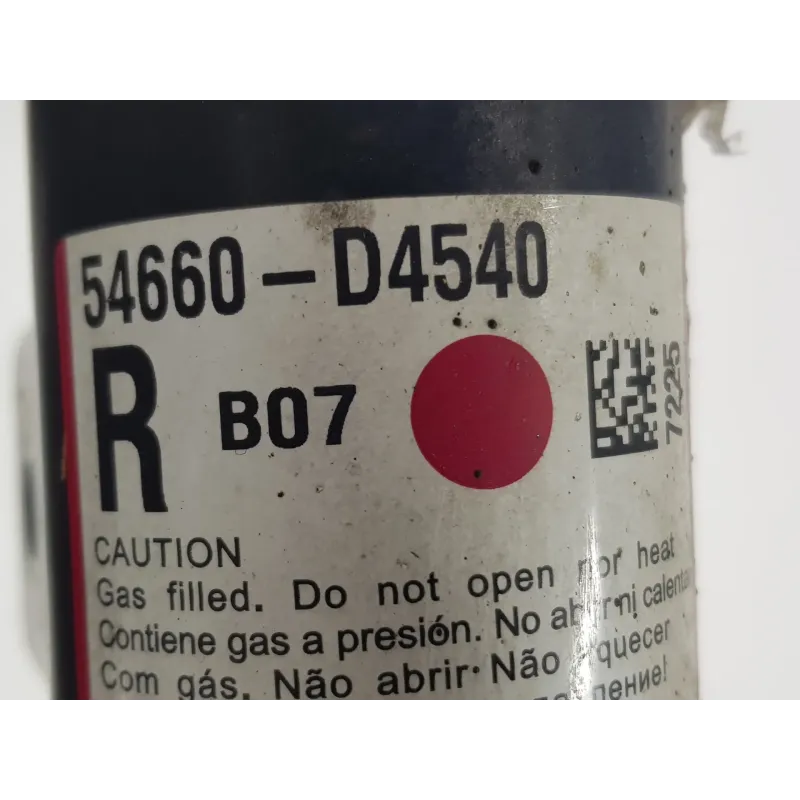 54660-D4540
R B07
7225
CAUTION
Gas filled. Do not open nor heat
Contiene gas a presión. No abrir ni calentar
Com gás. Não abrir. Não aquecer